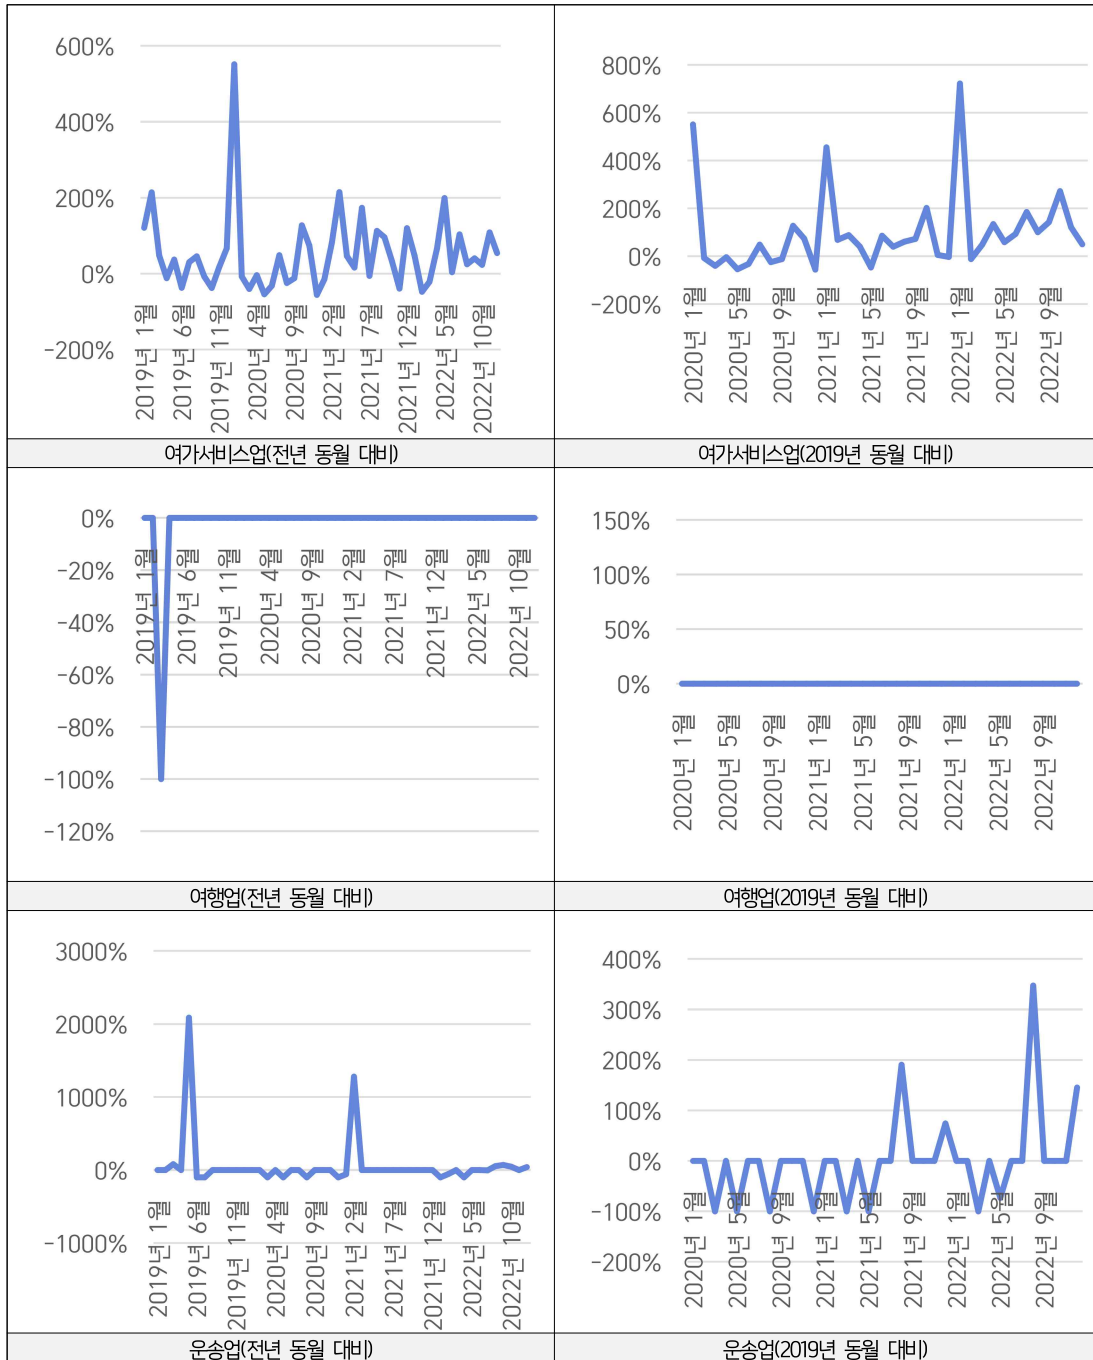 600%
400%
200%
0%
-200%
2019년 1월
2019년 6월
2019년 11월
2020년 4월
2020년 9월
2021년 2월
2021년 7월
2021년 12월
2022년 5월
2022년 10월
여가서비스업(전년 동월 대비)
800%
600%
400%
200%
0%
-200%
2020년 1월
2020년 5월
2020년 9월
2021년 1월
2021년 5월
2021년 9월
2022년 1월
2022년 5월
2022년 9월
여가서비스업(2019년 동월 대비)
0%
-20%
-40%
-60%
-80%
-100%
-120%
2019년 1월
2019년 6월
2019년 11월
2020년 4월
2020년 9월
2021년 2월
2021년 7월
2021년 12월
2022년 5월
2022년 10월
여행업(전년 동월 대비)
150%
100%
50%
0%
2020년 1월
2020년 5월
2020년 9월
2021년 1월
2021년 5월
2021년 9월
2022년 1월
2022년 5월
2022년 9월
여행업(2019년 동월 대비)
3000%
2000%
1000%
0%
-1000%
2019년 1월
2019년 6월
2019년 11월
2020년 4월
2020년 9월
2021년 2월
2021년 7월
2021년 12월
2022년 5월
2022년 10월
운송업(전년 동월 대비)
400%
300%
200%
100%
0%
-100%
-200%
2020년 1월
2020년 5월
2020년 9월
2021년 1월
2021년 5월
2021년 9월
2022년 1월
2022년 5월
2022년 9월
운송업(2019년 동월 대비)